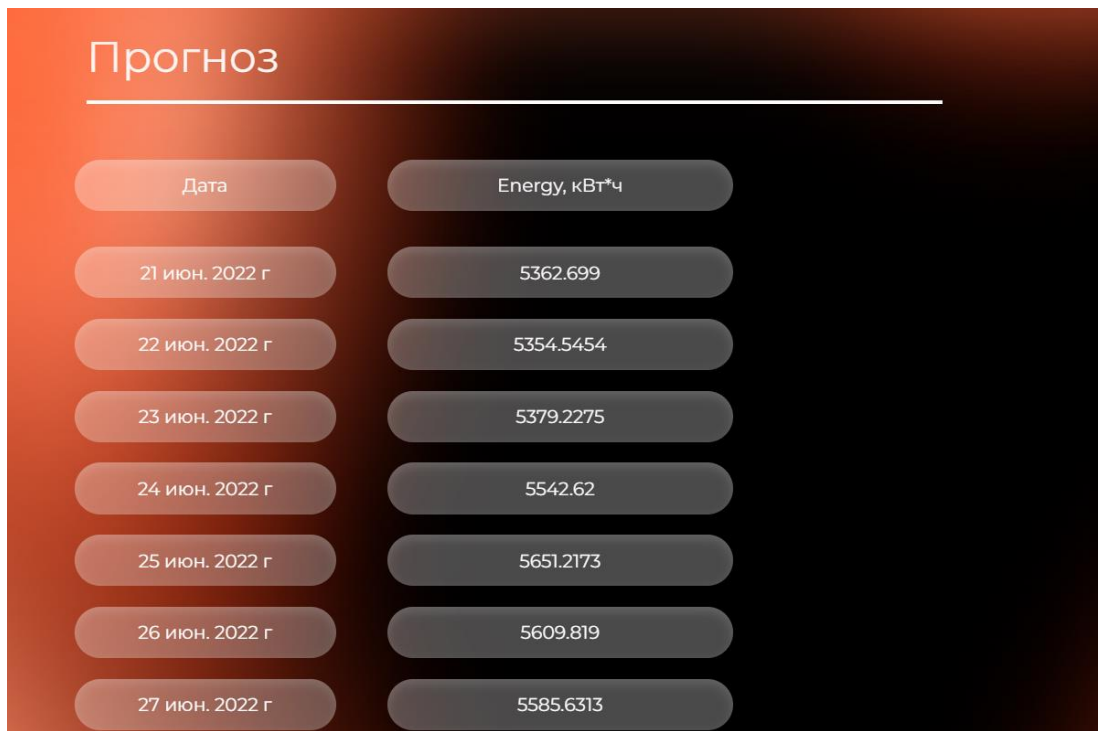 Прогноз
Дата Energy, кВт*ч
21 июн. 2022 г 5362.699
22 июн. 2022 г 5354.5454
23 июн. 2022 г 5379.2275
24 июн. 2022 г 5542.62
25 июн. 2022 г 5651.2173
26 июн. 2022 г 5609.819
27 июн. 2022 г 5585.6313